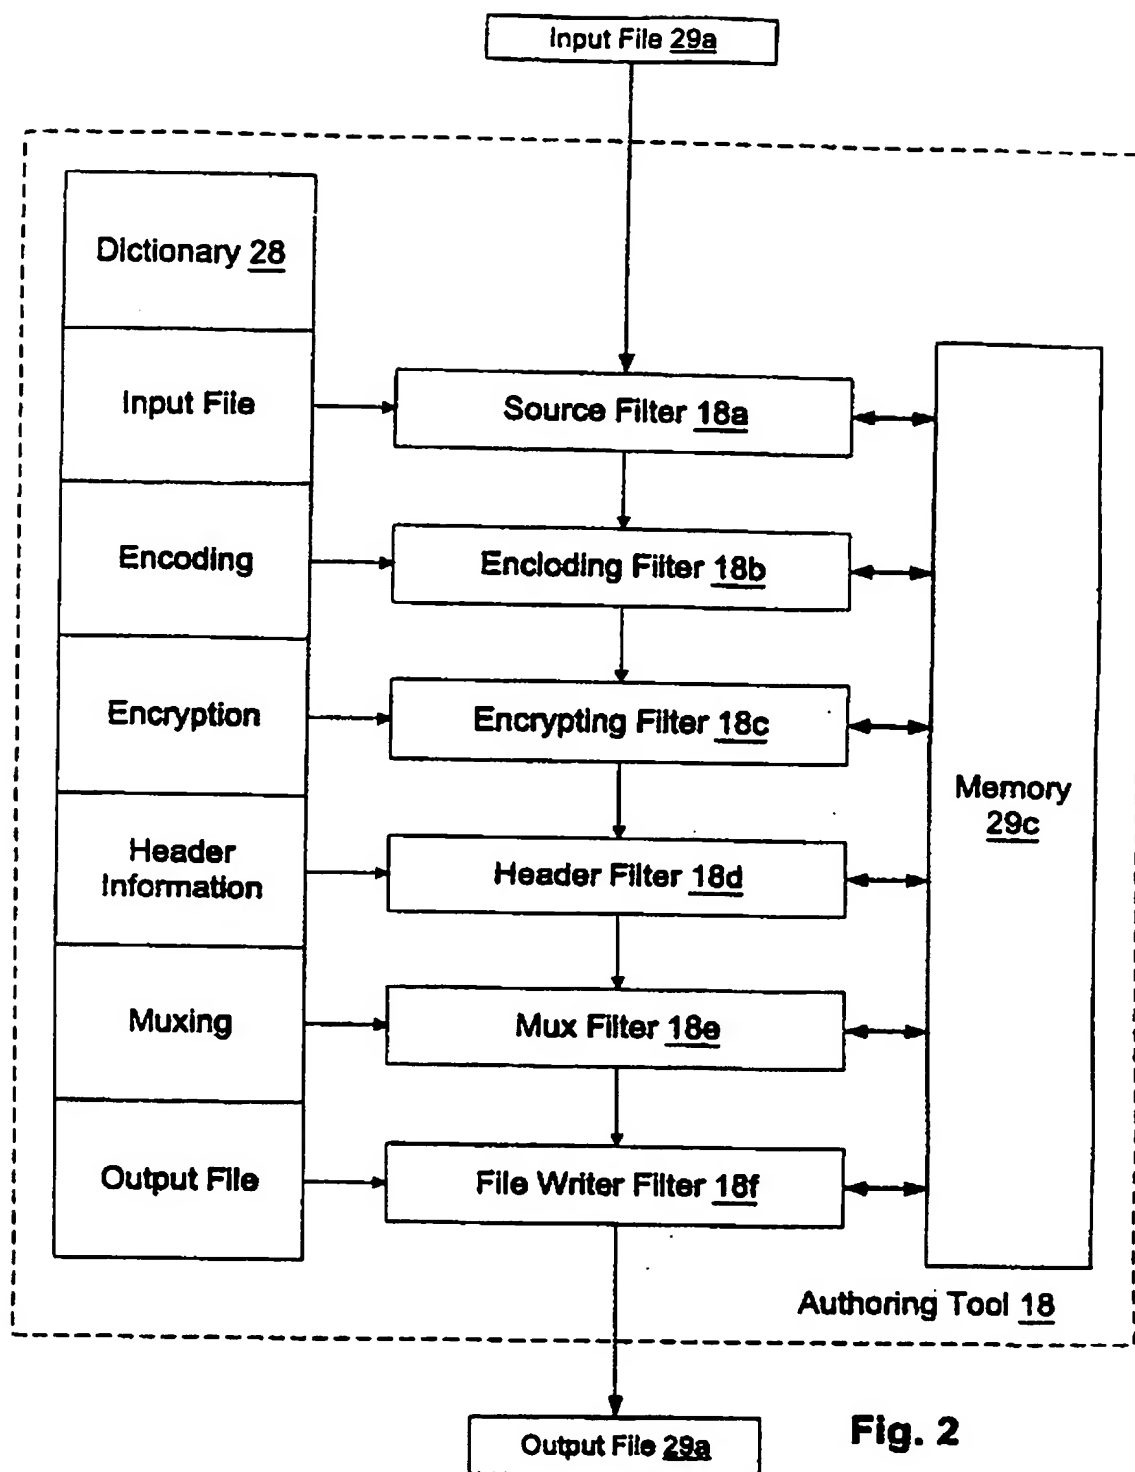 Input File 29a
Dictionary 28
Input File
Source Filter 18a
Encoding
Encloding Filter 18b
Encryption
Encrypting Filter 18c
Memory
29c
Header
Information
Header Filter 18d
Muxing
Mux Filter 18e
Output File
File Writer Filter 18f
Authoring Tool 18
Output File 29a
Fig. 2